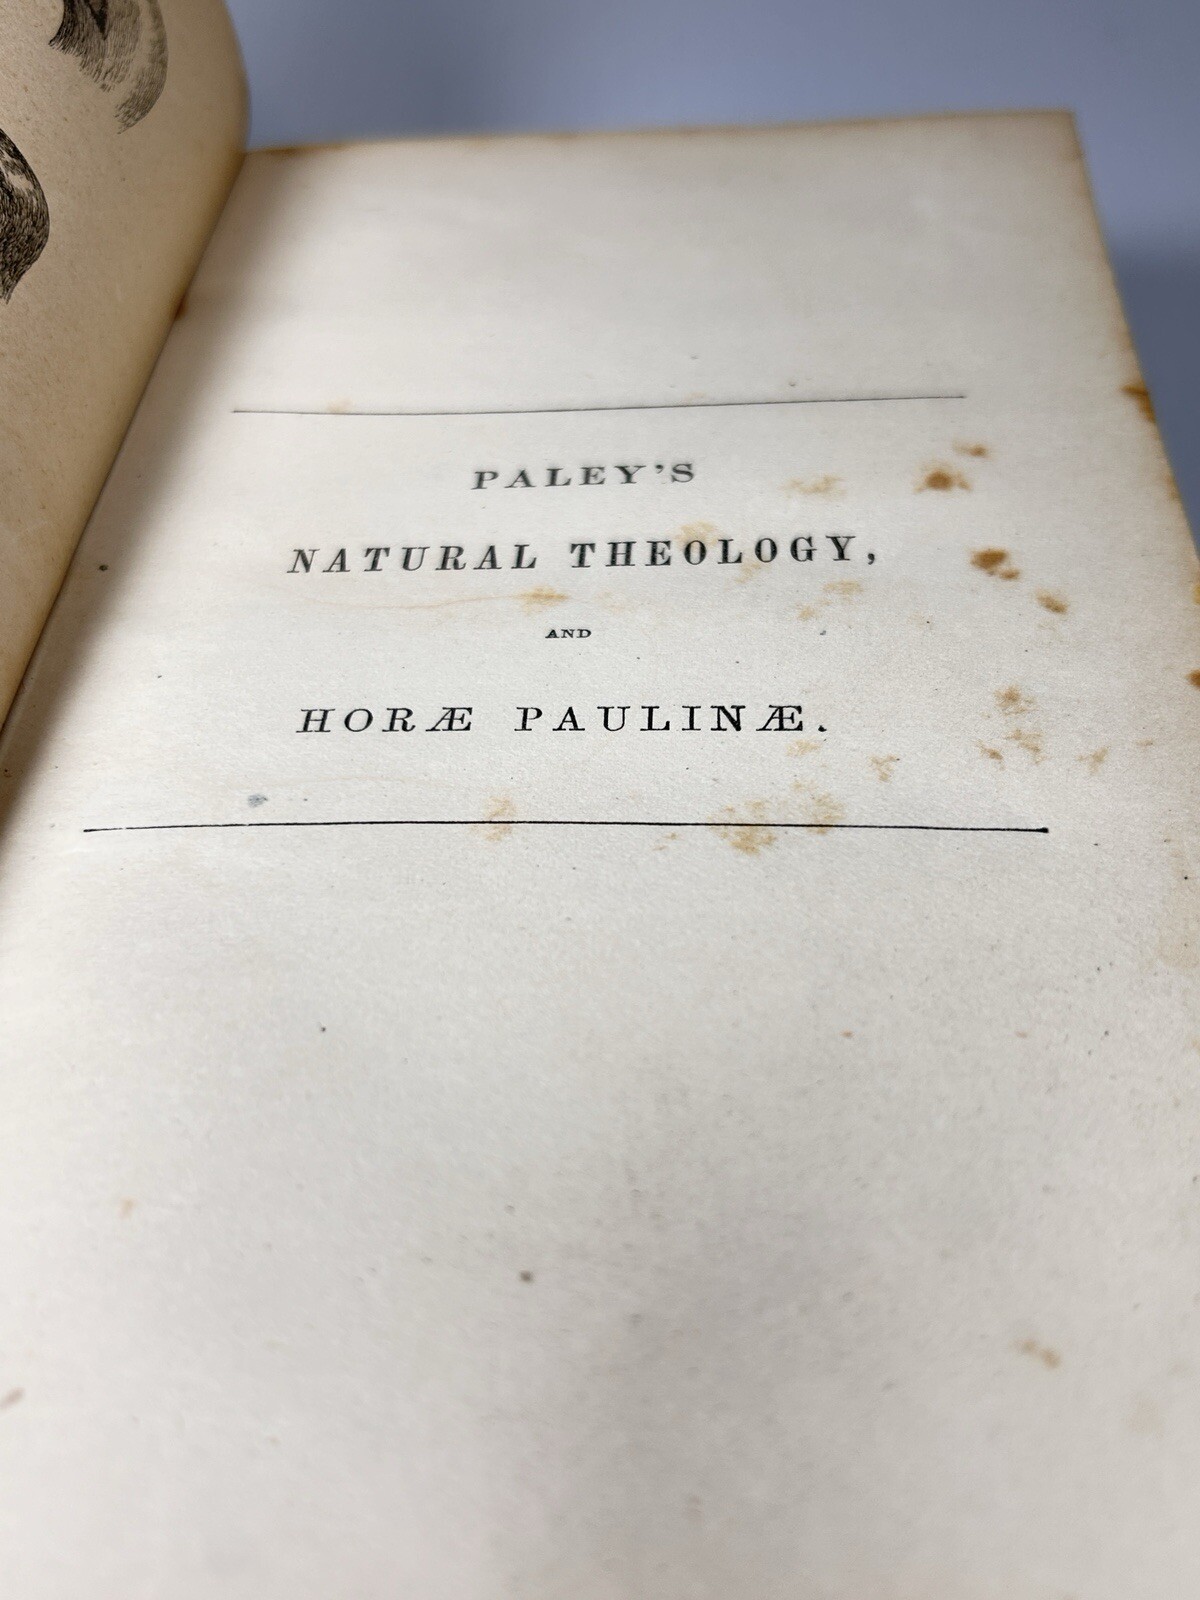 PALEY'S
NATURAL THEOLOGY,
AND
HORÆ PAULINÆ.